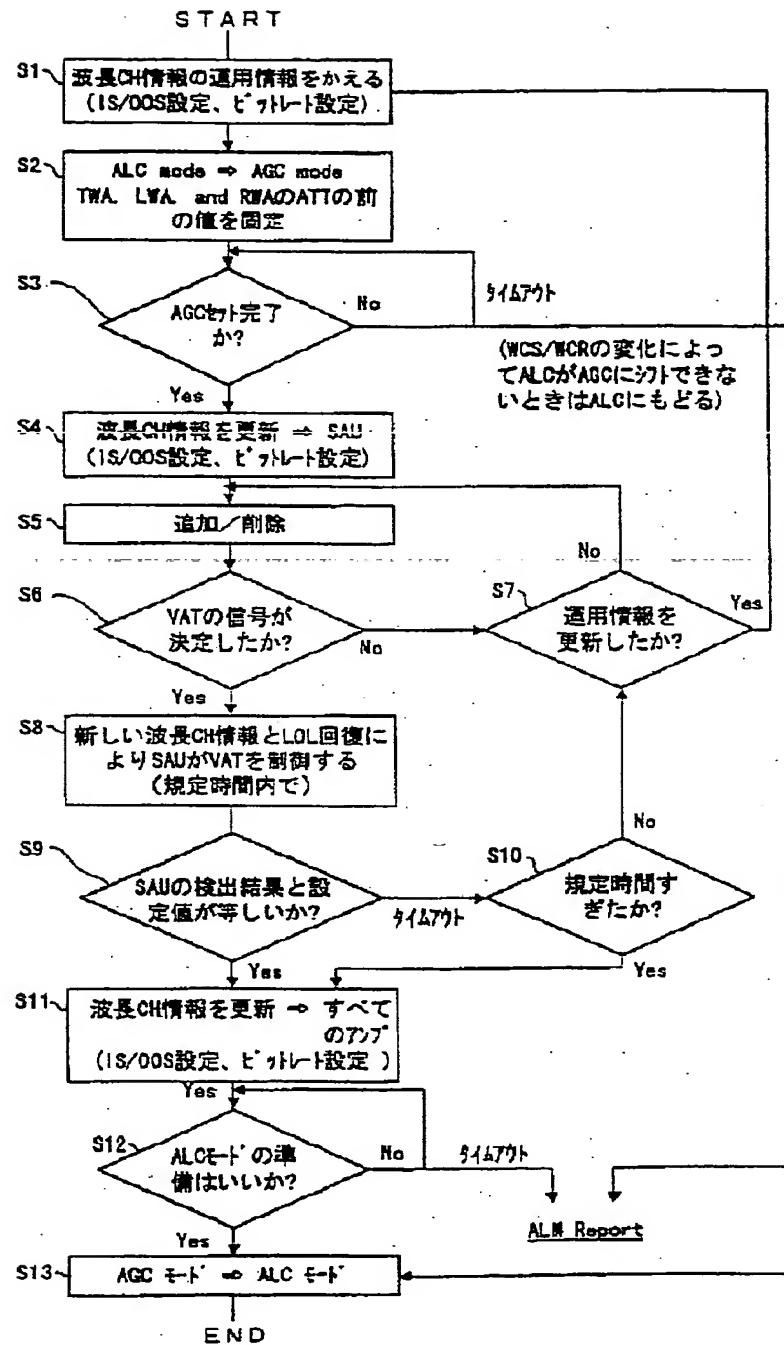 START
S1
波長CH情報の運用情報をかえる
(IS/OOS設定、ビットレート設定)
S2
ALC mode ⇒ AGC mode
TWA, LWA, and RWAのATTの前
の値を固定
S3
AGCセット完了
か?
No
タイムアウト
(WCS/WCRの変化によっ
てALCがAGCにシフトできな
いときはALCにもどる)
Yes
S4
波長CH情報を更新 ⇒ SAU
(IS/OOS設定、ビットレート設定)
S5
追加/削除
No
S6
VATの信号が
決定したか?
No
S7
運用情報を
更新したか?
Yes
Yes
S8
新しい波長CH情報とLOL回復に
よりSAUがVATを制御する
(規定時間内で)
No
S9
SAUの検出結果と設
定値が等しいか?
タイムアウト
S10
規定時間す
ぎたか?
Yes
Yes
S11
波長CH情報を更新 ⇒ すべて
のアンプ
(IS/OOS設定、ビットレート設定 )
Yes
S12
ALCモードの準
備はいいか?
No
タイムアウト
ALM Report
Yes
S13
AGC モード ⇒ ALC モード
END